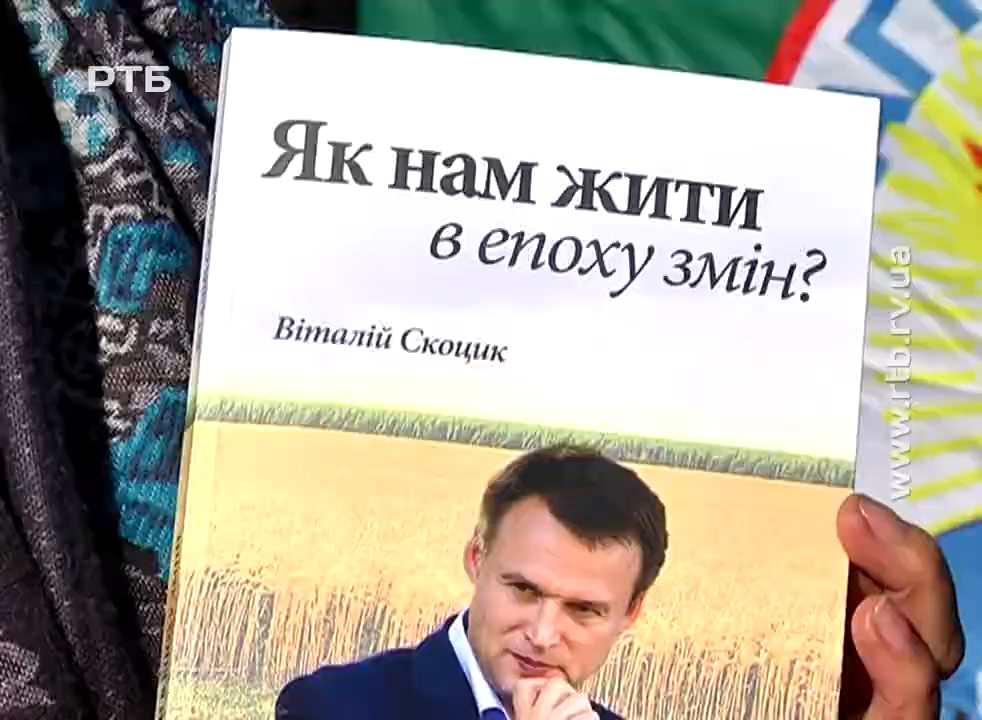 РТБ
Як нам жити
в епоху змін?
Віталій Скоцик
www.rtb.rv.ua